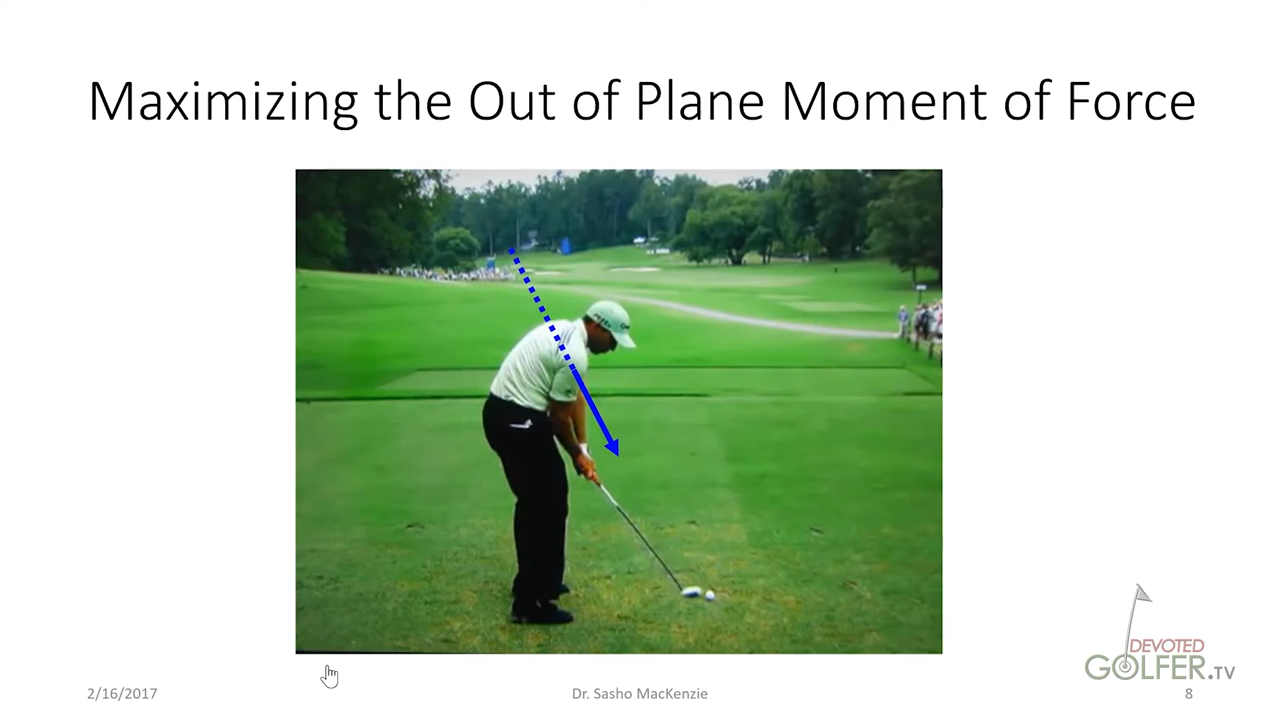 Maximizing the Out of Plane Moment of Force
DEVOTED
GOLFER.TV
2/16/2017
Dr. Sasho MacKenzie
8